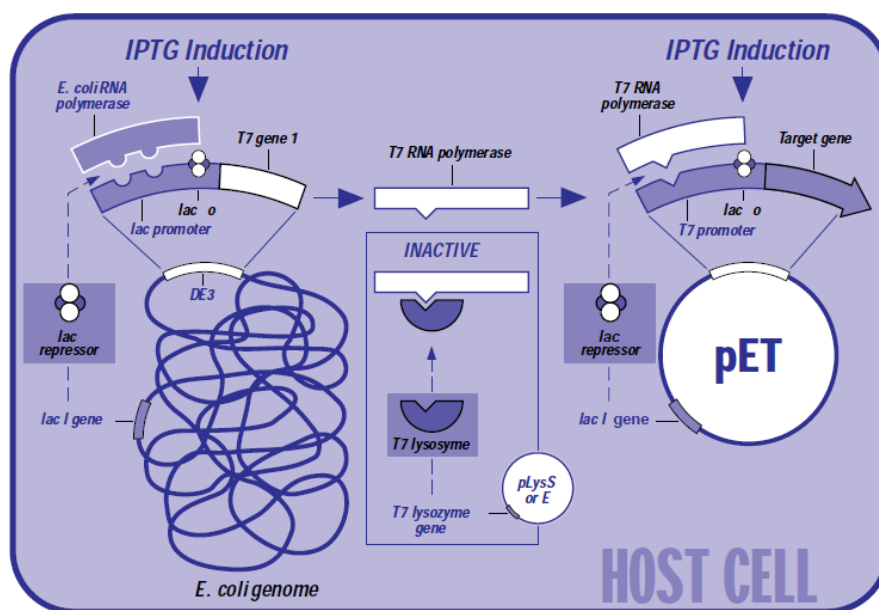 IPTG Induction
E. coli RNA
polymerase
T7 gene 1
lac o
lac promoter
DE3
lac
repressor
lac I gene
E. coli genome
T7 RNA polymerase
INACTIVE
T7 lysosyme
T7 lysozyme
gene
pLysS
or E
IPTG Induction
T7 RNA
polymerase
Target gene
lac o
T7 promoter
lac
repressor
lac I gene
pET
HOST CELL